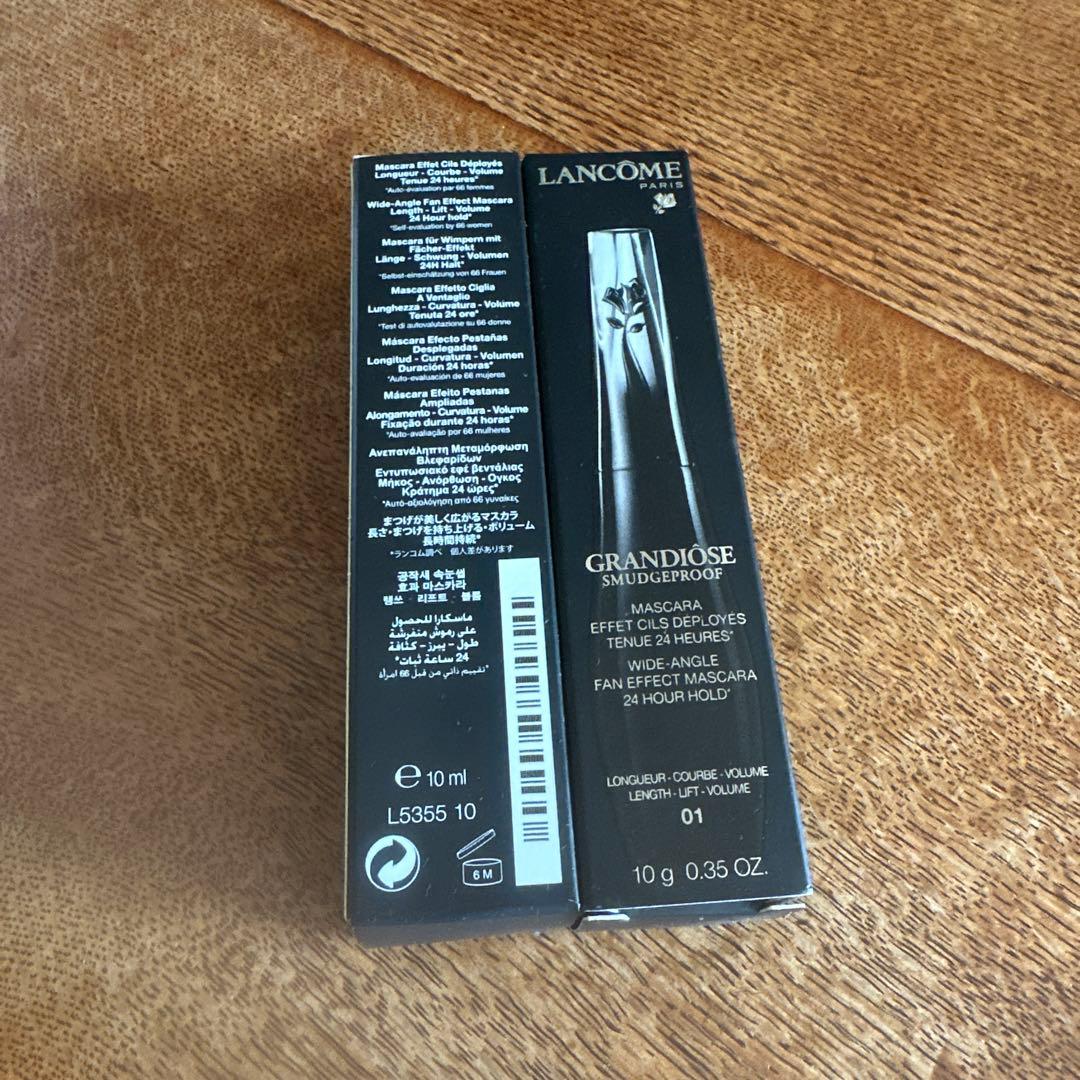 Mascara Effet Cils Déployés
Longueur - Courbe - Volume
Tenue 24 heures*
*Auto-évaluation par 66 femmes
Wide-Angle Fan Effect Mascara
Length - Lift - Volume
24 Hour hold*
*Self-evaluation by 66 women
Mascara für Wimpern mit
Fächer-Effekt
Länge - Schwung - Volumen
24H Halt*
*Selbst-einschätzung von 66 Frauen
Mascara Effetto Ciglia
A Ventaglio
Lunghezza - Curvatura - Volume
Tenuta 24 ore*
*Test di autovalutazione su 66 donne
Máscara Efecto Pestañas
Desplegadas
Longitud - Curvatura - Volumen
Duración 24 horas*
*Auto-evaluación de 66 mujeres
Máscara Efeito Pestanas
Ampliadas
Alongamento - Curvatura - Volume
Fixação durante 24 horas*
*Auto-avaliação por 66 mulheres
Ανεπανάληπτη Μεταμόρφωση
Βλεφαρίδων
Εντυπωσιακό εφέ βεντάλιας
Μήκος - Ανόρθωση - Ογκος
Κράτημα 24 ώρες*
*Αυτό-αξιολόγηση από 66 γυναίκες
まつげが美しく広がるマスカラ
長さ・まつげを持ち上げる・ボリューム
長時間持続*
*ランコム調べ 個人差があります
공작새 속눈썹
효과 마스카라
랭쓰 - 리프트 - 볼륨
ماسكارا للحصول
على رموش منفرشة
طول - يبرز - كثافة
24 ساعة ثبات*
*تقييم ذاتي من قبل 66 امرأة
e 10 ml
L5355 10
6 M
LANCÔME
PARIS
GRANDIÔSE
SMUDGEPROOF
MASCARA
EFFET CILS DÉPLOYÉS
TENUE 24 HEURES*
WIDE-ANGLE
FAN EFFECT MASCARA
24 HOUR HOLD*
LONGUEUR - COURBE - VOLUME
LENGTH - LIFT - VOLUME
01
10 g 0.35 OZ.